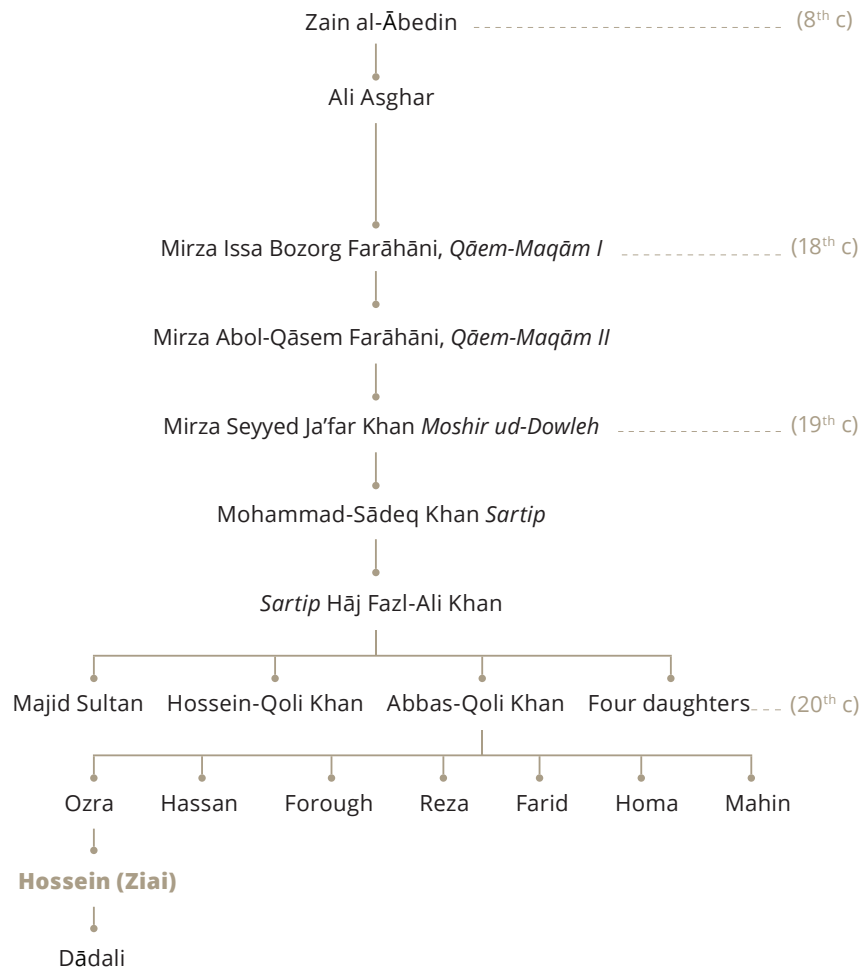 Zain al-Ābedin (8th c)
Ali Asghar
Mirza Issa Bozorg Farāhāni, Qāem-Maqām I (18th c)
Mirza Abol-Qāsem Farāhāni, Qāem-Maqām II
Mirza Seyyed Ja’far Khan Moshir ud-Dowleh (19th c)
Mohammad-Sādeq Khan Sartip
Sartip Hāj Fazl-Ali Khan
Majid Sultan Hossein-Qoli Khan Abbas-Qoli Khan Four daughters (20th c)
Ozra Hassan Forough Reza Farid Homa Mahin
Hossein (Ziai)
Dādali